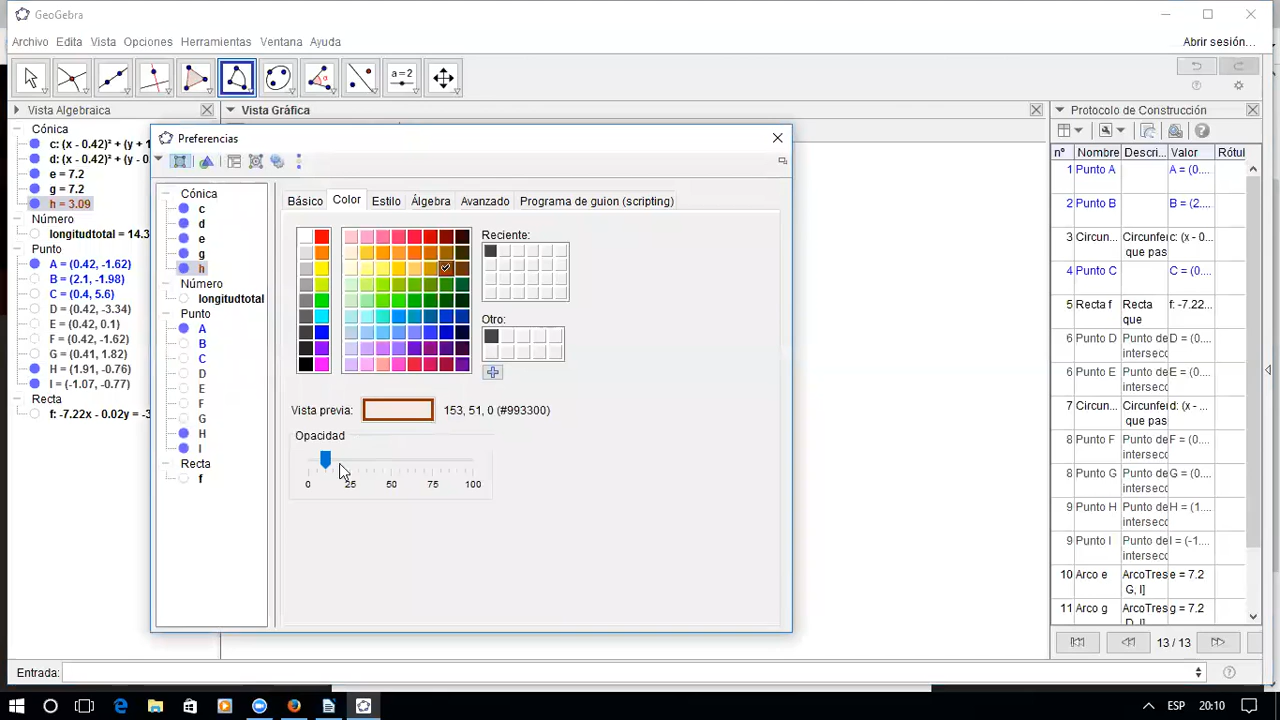 GeoGebra
Archivo Edita Vista Opciones Herramientas Ventana Ayuda
Abrir sesión...
a=2
Vista Algebraica
Vista Gráfica
Protocolo de Construcción
Cónica
c: (x - 0.42)² + (y + 1
d: (x - 0.42)² + (y - 0.
e = 7.2
g = 7.2
h = 3.09
Número
longitudtotal = 14.3
Punto
A = (0.42, -1.62)
B = (2.1, -1.98)
C = (0.4, 5.6)
D = (0.42, -3.34)
E = (0.42, 0.1)
F = (0.42, -1.62)
G = (0.41, 1.82)
H = (1.91, -0.76)
I = (-1.07, -0.77)
Recta
f: -7.22x - 0.02y = -3
Preferencias
Cónica
c
d
e
g
h
Número
longitudtotal
Punto
A
B
C
D
E
F
G
H
I
Recta
f
Básico Color Estilo Álgebra Avanzado Programa de guion (scripting)
Reciente:
Otro:
Vista previa: 153, 51, 0 (#993300)
Opacidad
0 25 50 75 100
nº Nombre Descri... Valor Rótul
1 Punto A A = (0....
2 Punto B B = (2....
3 Circun... Circunfer c: (x - 0...
que pas
4 Punto C C = (0....
5 Recta f Recta f: -7.22...
que
6 Punto D Punto de D = (0....
intersec
6 Punto E Punto de E = (0....
intersec
7 Circun... Circunfer d: (x - 0...
que pas
8 Punto F Punto de F = (0....
intersec
8 Punto G Punto de G = (0....
intersec
9 Punto H Punto de H = (1....
intersec
9 Punto I Punto de I = (-1....
intersec
10 Arco e ArcoTres e = 7.2
G, I]
11 Arco g ArcoTres g = 7.2
D, I]
13 / 13
Entrada:
ESP 20:10